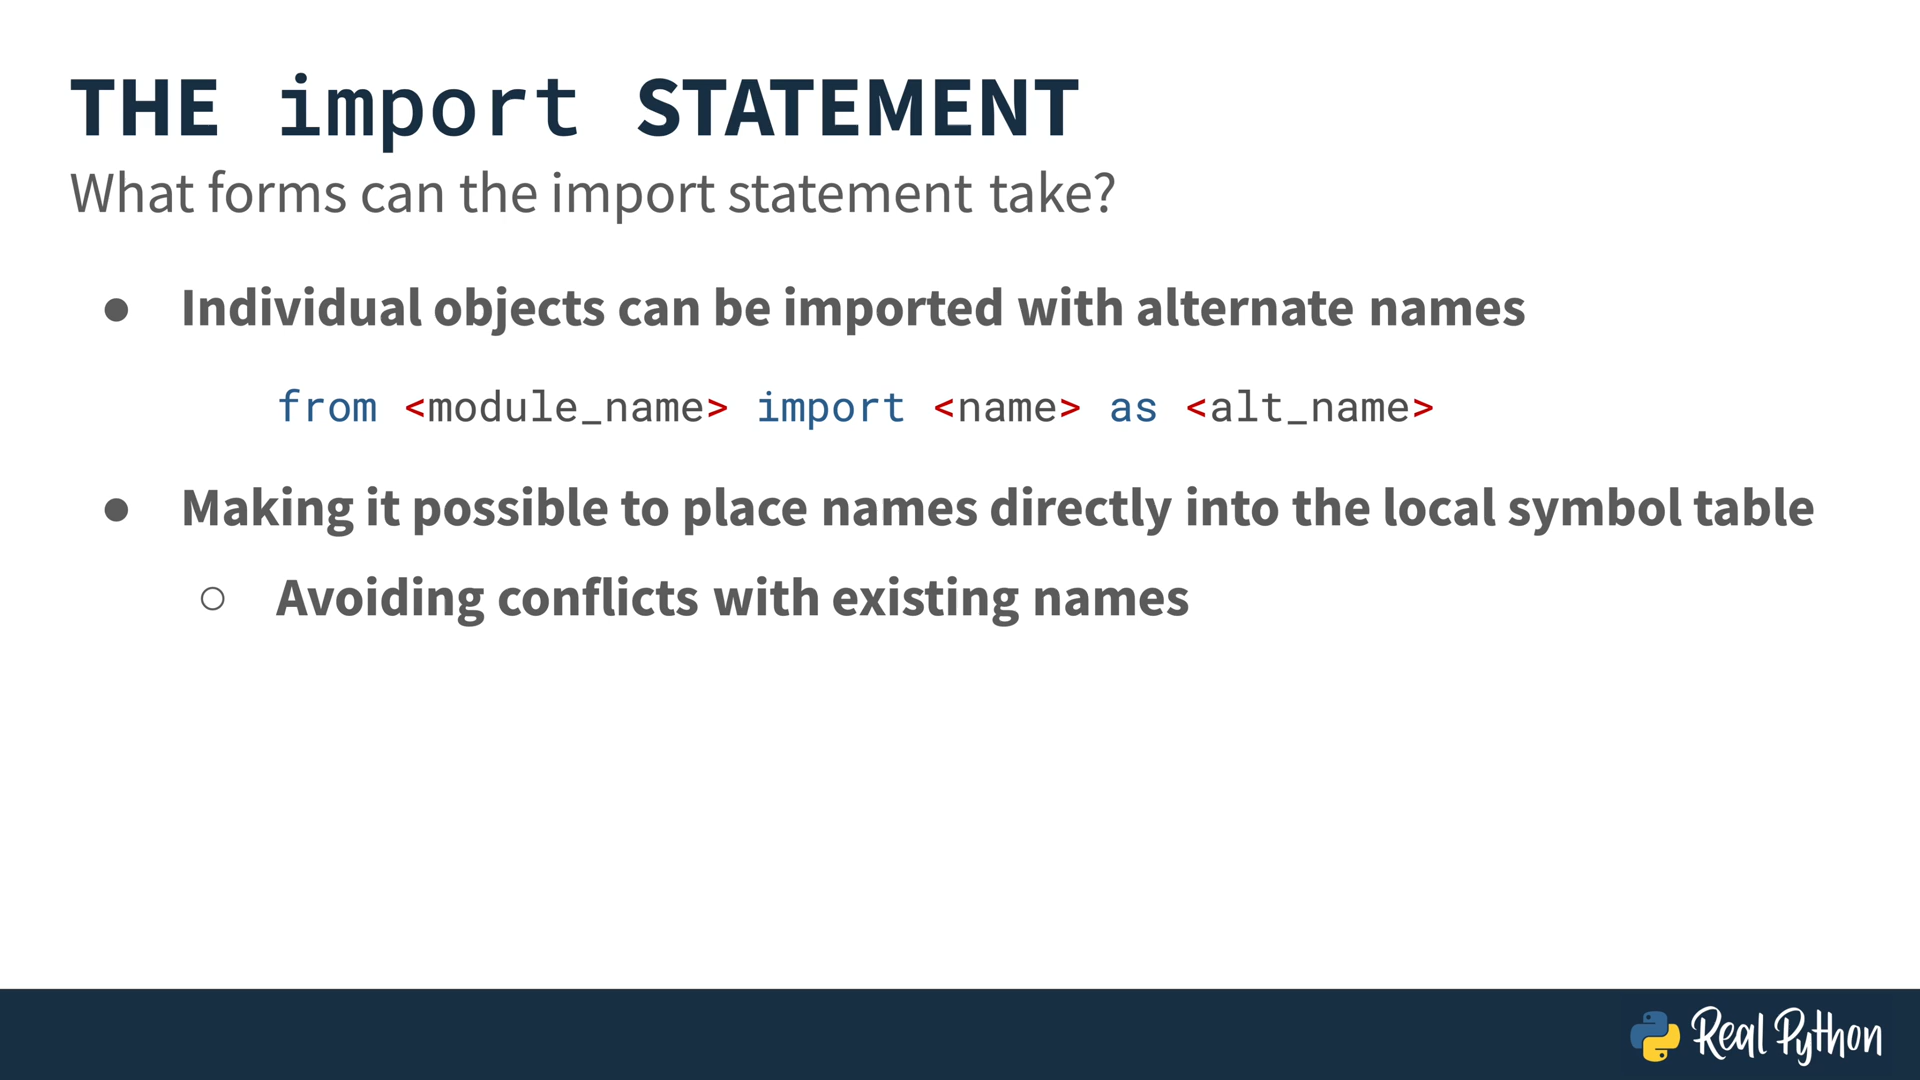 THE import STATEMENT
What forms can the import statement take?
● Individual objects can be imported with alternate names
from <module_name> import <name> as <alt_name>
● Making it possible to place names directly into the local symbol table
○ Avoiding conflicts with existing names
Real Python